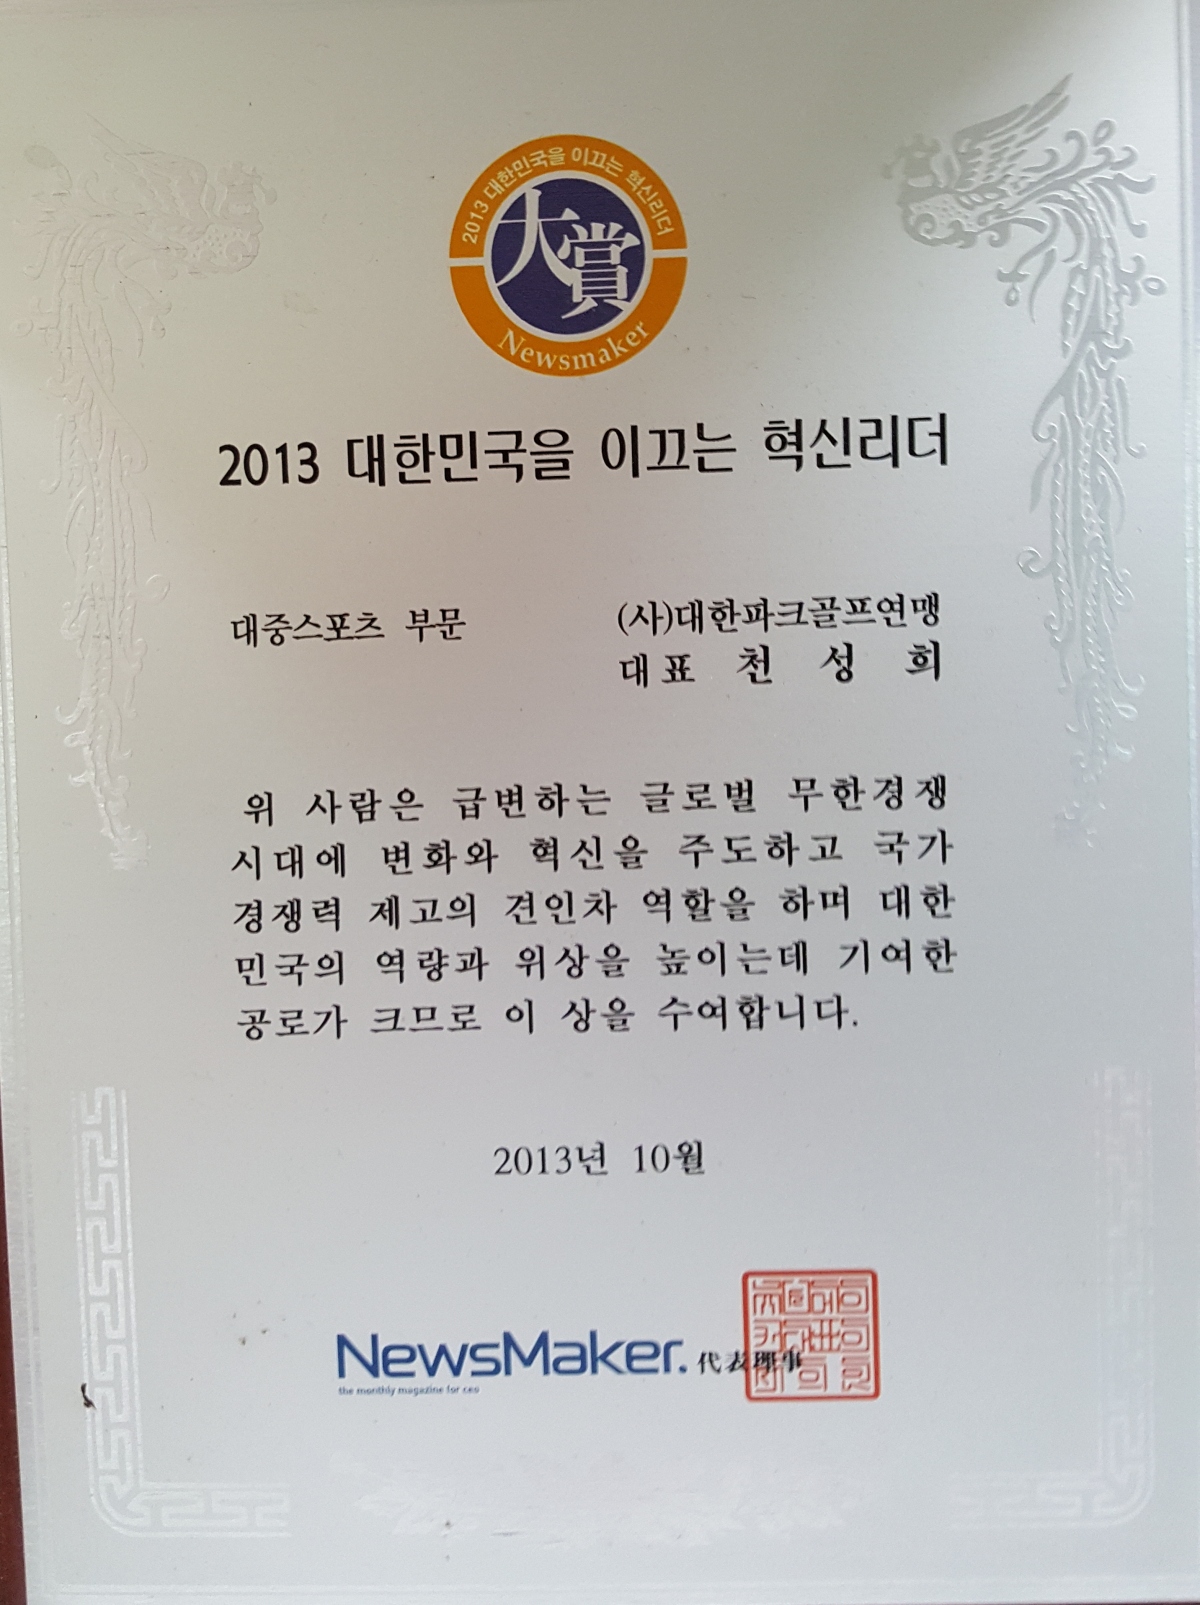 2013 대한민국을 이끄는 혁신리더
大賞
Newsmaker
2013 대한민국을 이끄는 혁신리더
대중스포츠 부문
(사)대한파크골프연맹
대표 천 성 희
위 사람은 급변하는 글로벌 무한경쟁
시대에 변화와 혁신을 주도하고 국가
경쟁력 제고의 견인차 역할을 하며 대한
민국의 역량과 위상을 높이는데 기여한
공로가 크므로 이 상을 수여합니다.
2013년 10월
NewsMaker. 代表理事
the monthly magazine for ceo